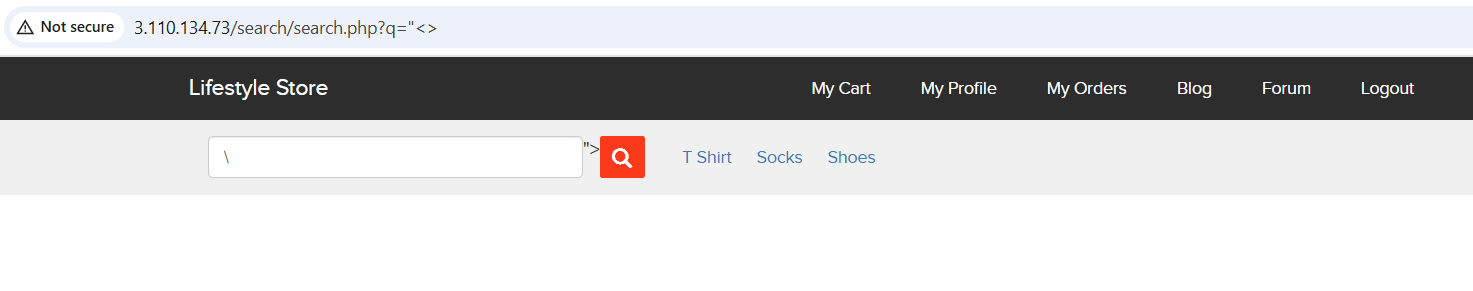 Not secure 3.110.134.73/search/search.php?q="<>
Lifestyle Store My Cart My Profile My Orders Blog Forum Logout
\ "> T Shirt Socks Shoes